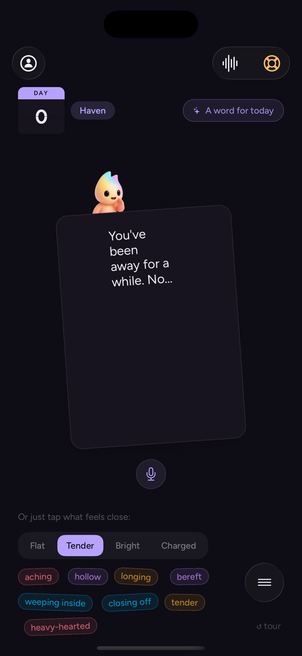 DAY
0
Haven
A word for today
You've
been
away for a
while. No...
Or just tap what feels close:
Flat Tender Bright Charged
aching hollow longing bereft
weeping inside closing off tender
heavy-hearted
↺ tour